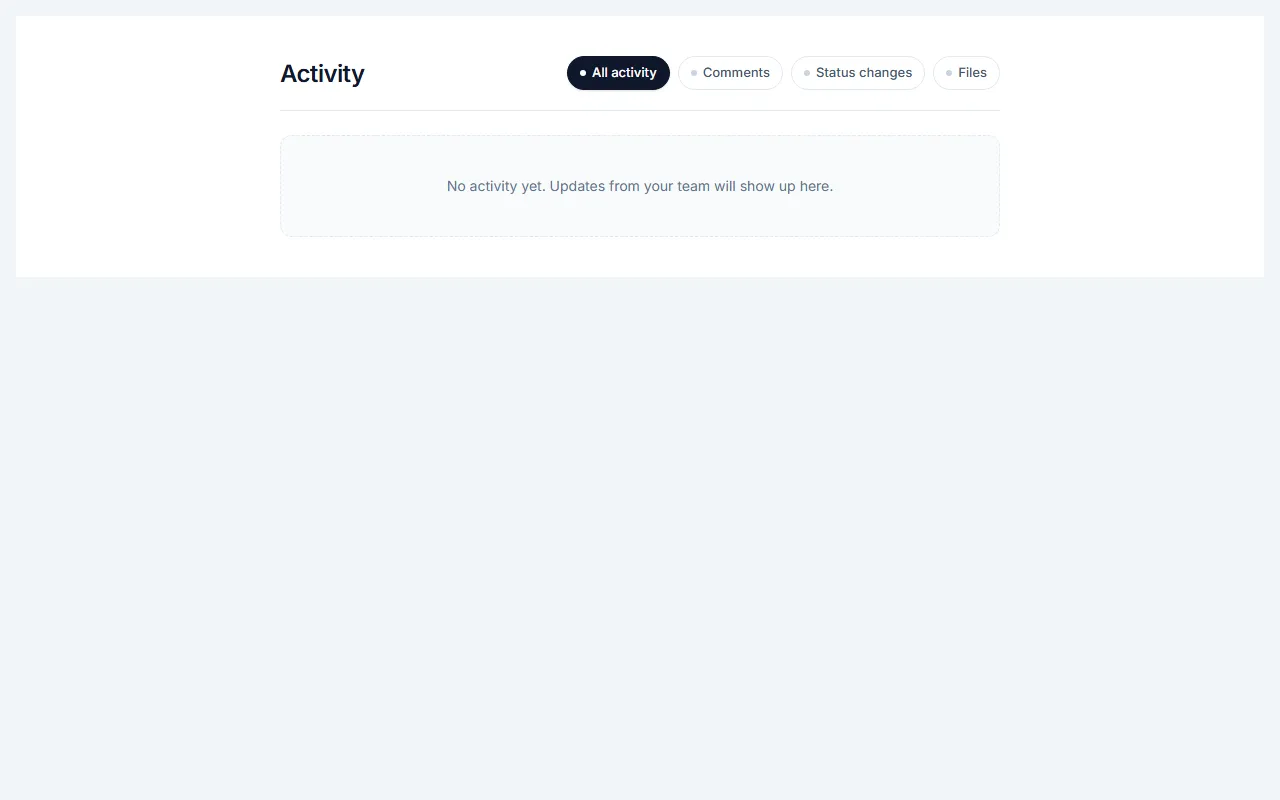 Activity
All activity
Comments
Status changes
Files
No activity yet. Updates from your team will show up here.